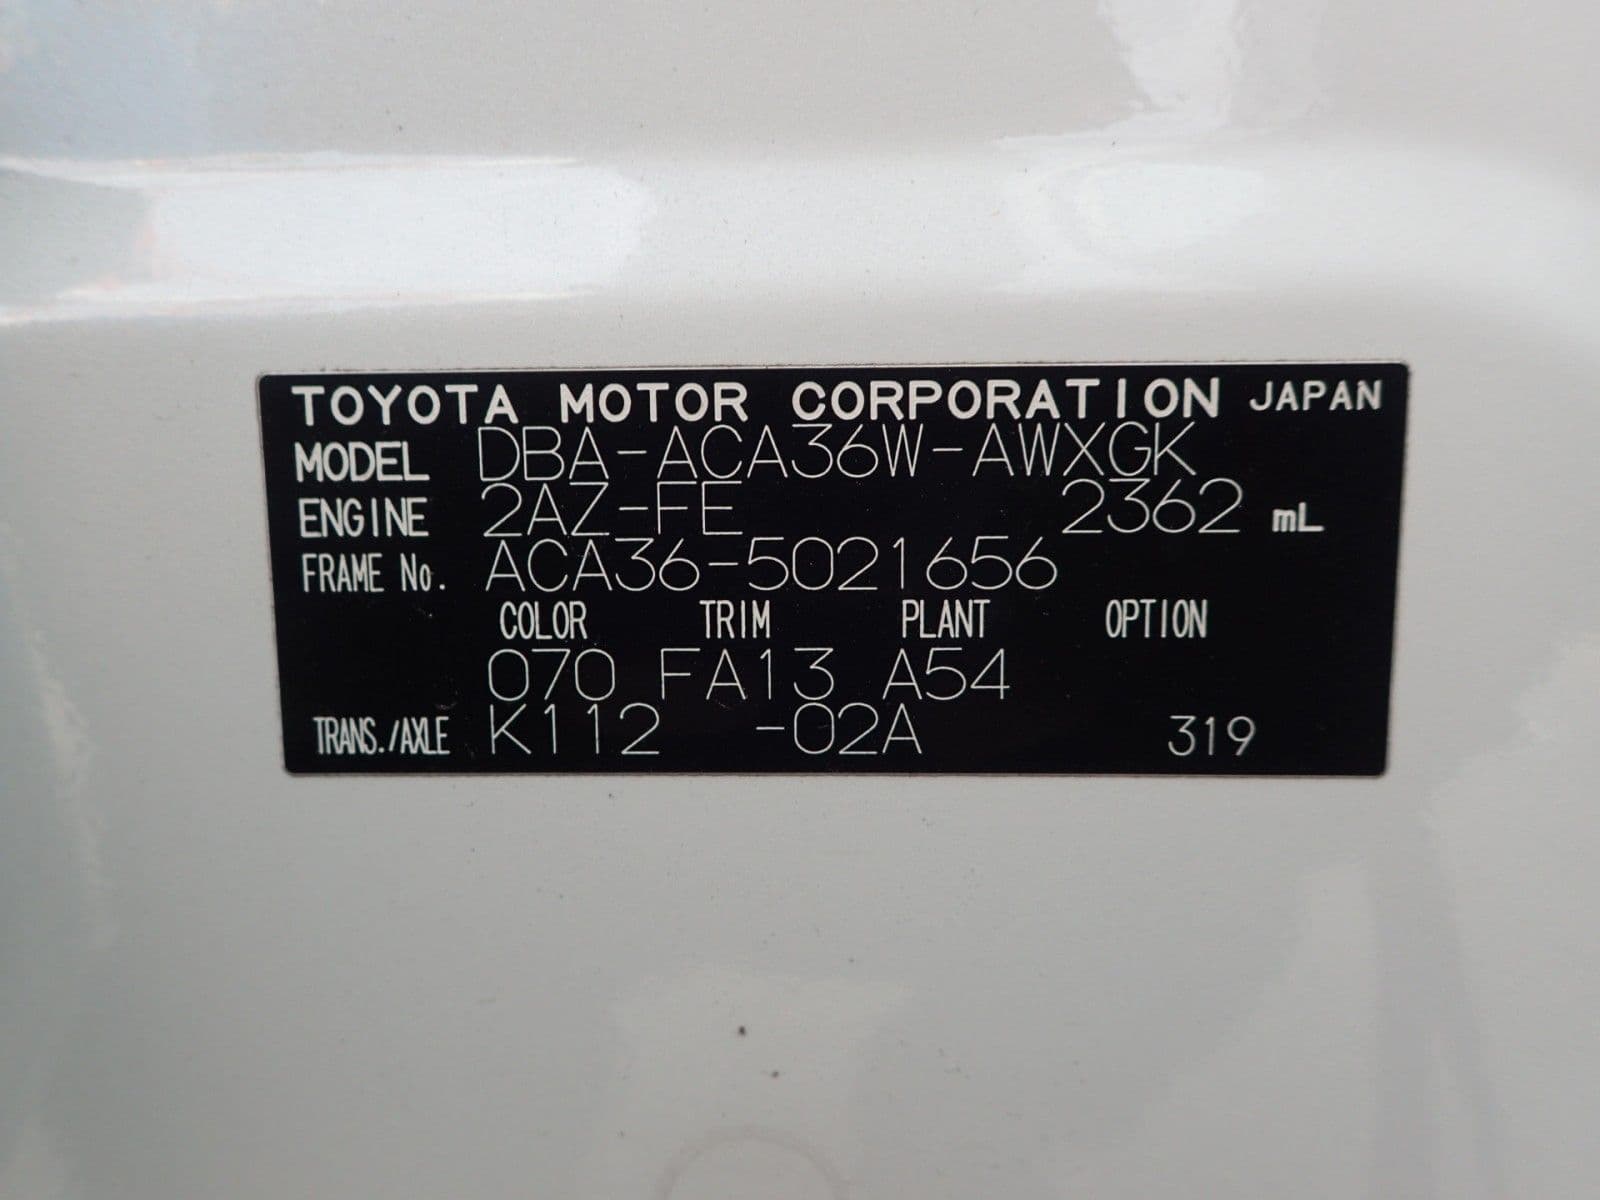 TOYOTA MOTOR CORPORATION JAPAN
MODEL DBA-ACA36W-AWXGK
ENGINE 2AZ-FE 2362 mL
FRAME No. ACA36-5021656
COLOR TRIM PLANT OPTION
070 FA13 A54
TRANS./AXLE K112 -02A 319